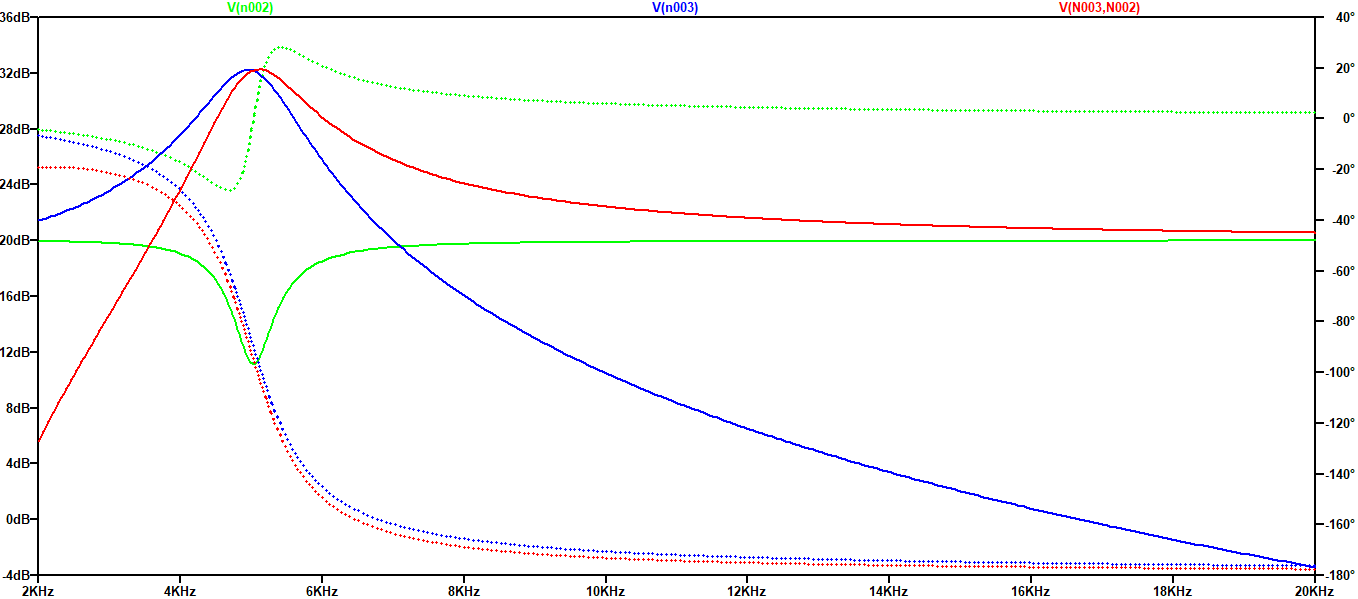 V(n002) V(n003) V(N003,N002)
36dB 40°
32dB 20°
28dB 0°
24dB -20°
20dB -40°
16dB -60°
12dB -80°
8dB -100°
4dB -120°
0dB -140°
-4dB -160°
-180°
2KHz 4KHz 6KHz 8KHz 10KHz 12KHz 14KHz 16KHz 18KHz 20KHz